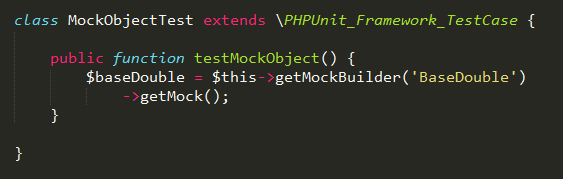 class MockObjectTest extends \PHPUnit_Framework_TestCase {
public function testMockObject() {
$baseDouble = $this->getMockBuilder('BaseDouble')
->getMock();
}
}